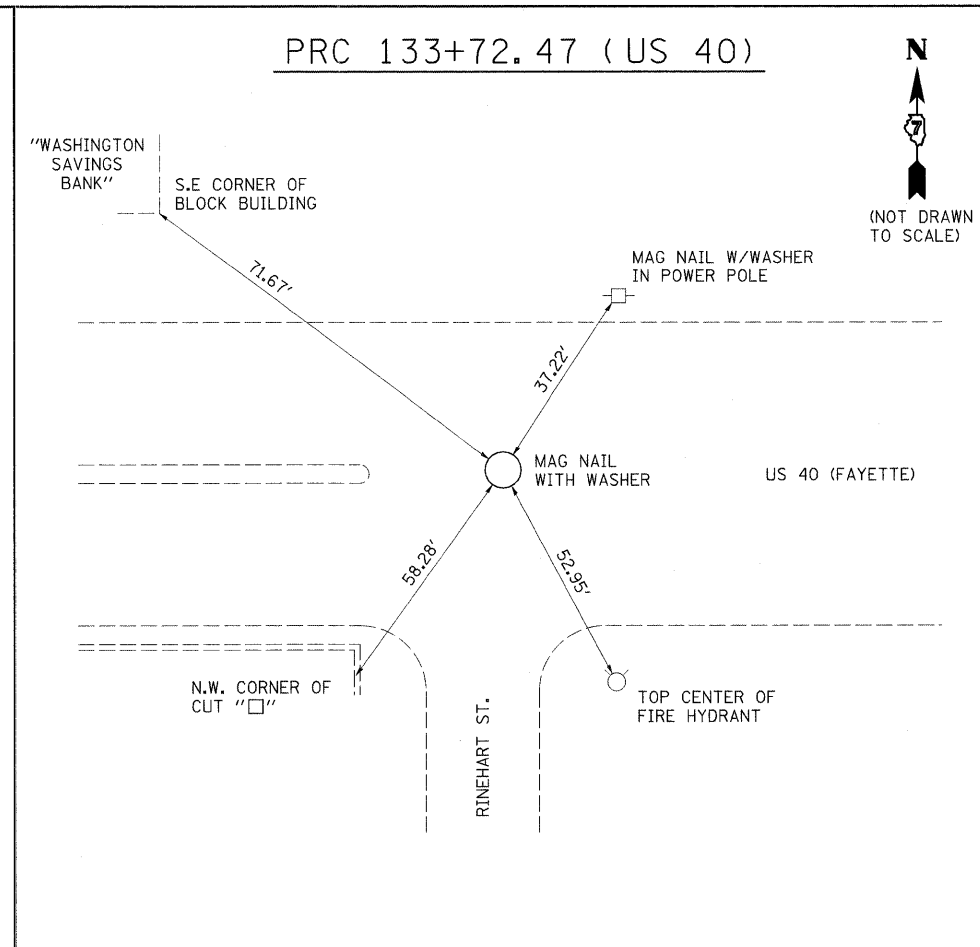 PRC 133+72.47 (US 40)
N
7
(NOT DRAWN
TO SCALE)
"WASHINGTON
SAVINGS
BANK"
S.E CORNER OF
BLOCK BUILDING
71.67'
MAG NAIL W/WASHER
IN POWER POLE
37.22'
MAG NAIL
WITH WASHER
US 40 (FAYETTE)
58.28'
52.95'
N.W. CORNER OF
CUT "□"
RINEHART ST.
TOP CENTER OF
FIRE HYDRANT